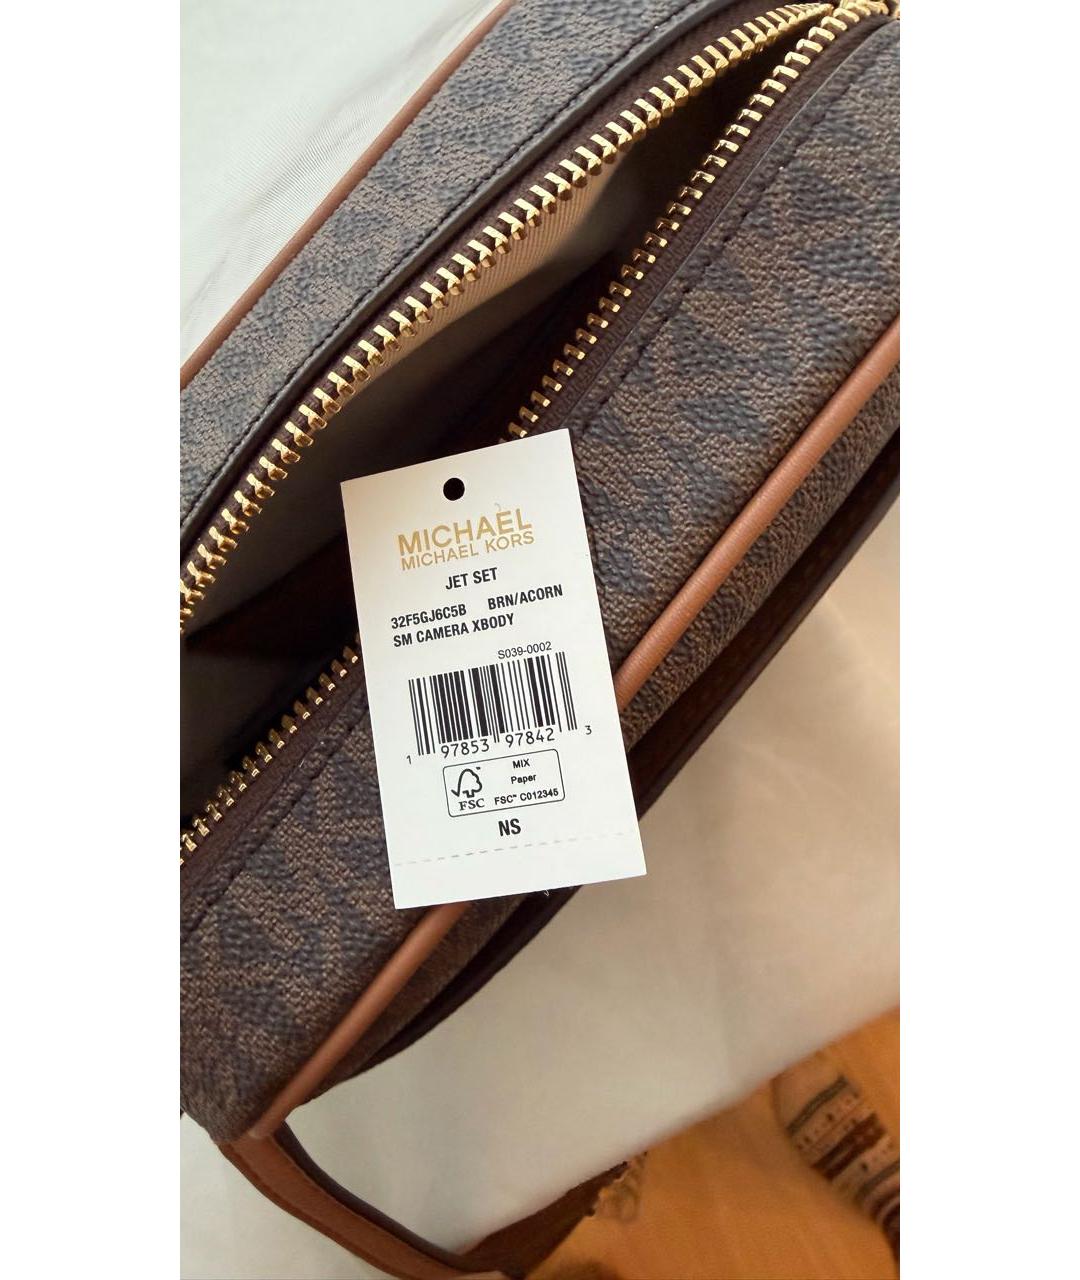 MICHAEL
MICHAEL KORS
JET SET
32F5GJ6C5B BRN/ACORN
SM CAMERA XBODY
S039-0002
1 97853 97842 3
FSC™
MIX
Paper
FSC™ C012345
NS